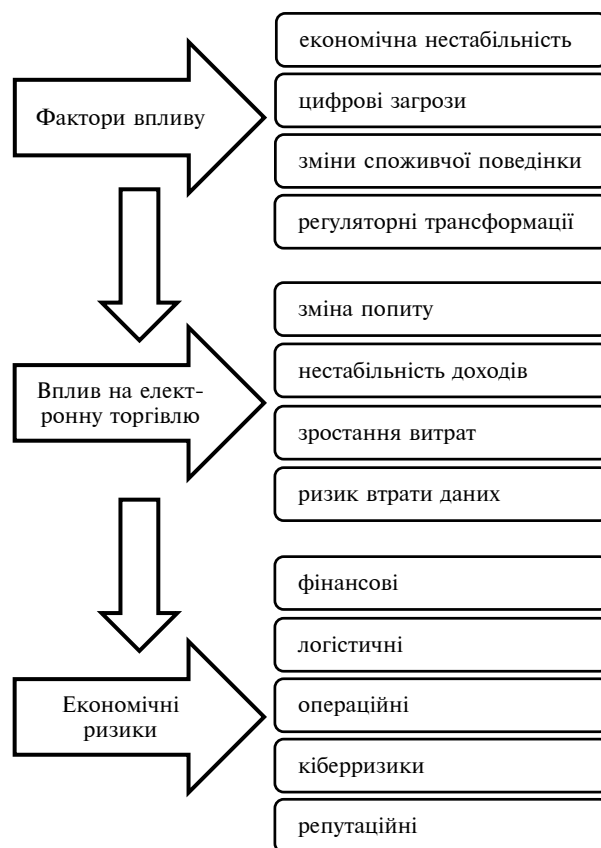 Фактори впливу
економічна нестабільність
цифрові загрози
зміни споживчої поведінки
регуляторні трансформації
Вплив на елект-
ронну торгівлю
зміна попиту
нестабільність доходів
зростання витрат
ризик втрати даних
Економічні
ризики
фінансові
логістичні
операційні
кіберризики
репутаційні